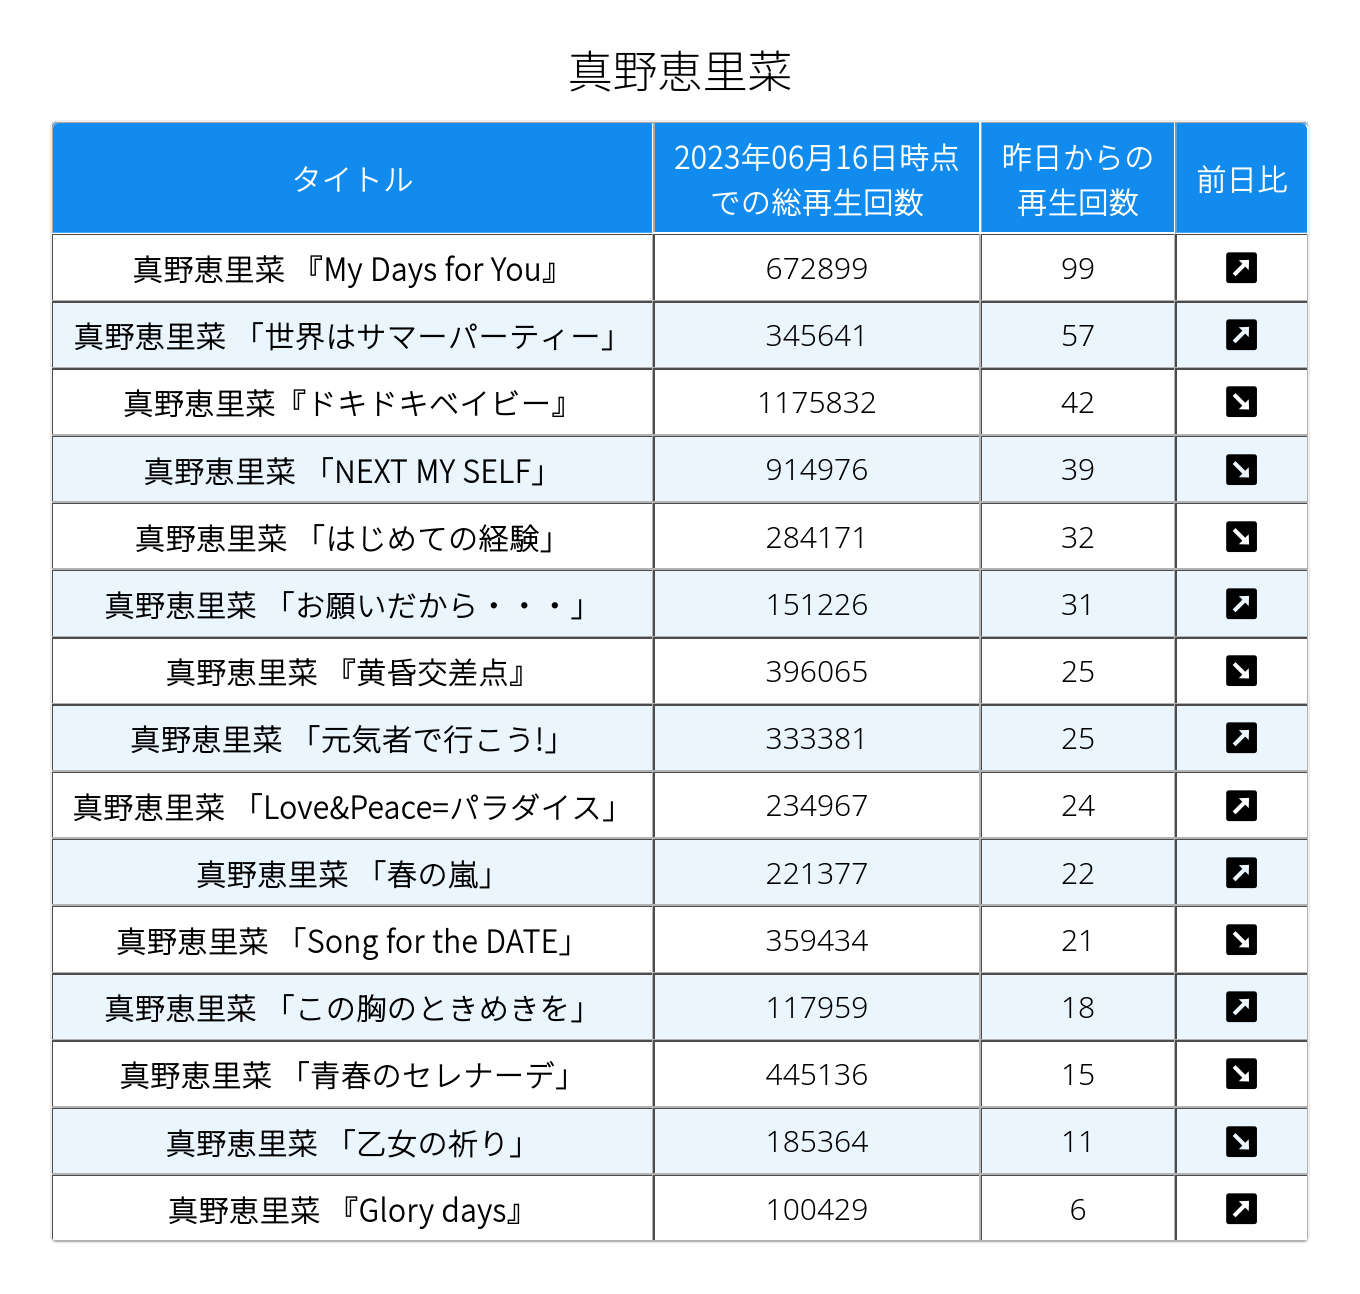 真野恵里菜
タイトル 2023年06月16日時点での総再生回数 昨日からの再生回数 前日比
真野恵里菜 『My Days for You』 672899 99 ↗
真野恵里菜 「世界はサマーパーティー」 345641 57 ↗
真野恵里菜『ドキドキベイビー』 1175832 42 ↘
真野恵里菜 「NEXT MY SELF」 914976 39 ↘
真野恵里菜 「はじめての経験」 284171 32 ↘
真野恵里菜 「お願いだから・・・」 151226 31 ↗
真野恵里菜 『黄昏交差点』 396065 25 ↘
真野恵里菜 「元気者で行こう!」 333381 25 ↗
真野恵里菜 「Love&Peace=パラダイス」 234967 24 ↗
真野恵里菜 「春の嵐」 221377 22 ↗
真野恵里菜 「Song for the DATE」 359434 21 ↘
真野恵里菜 「この胸のときめきを」 117959 18 ↗
真野恵里菜 「青春のセレナーデ」 445136 15 ↘
真野恵里菜 「乙女の祈り」 185364 11 ↘
真野恵里菜 『Glory days』 100429 6 ↗